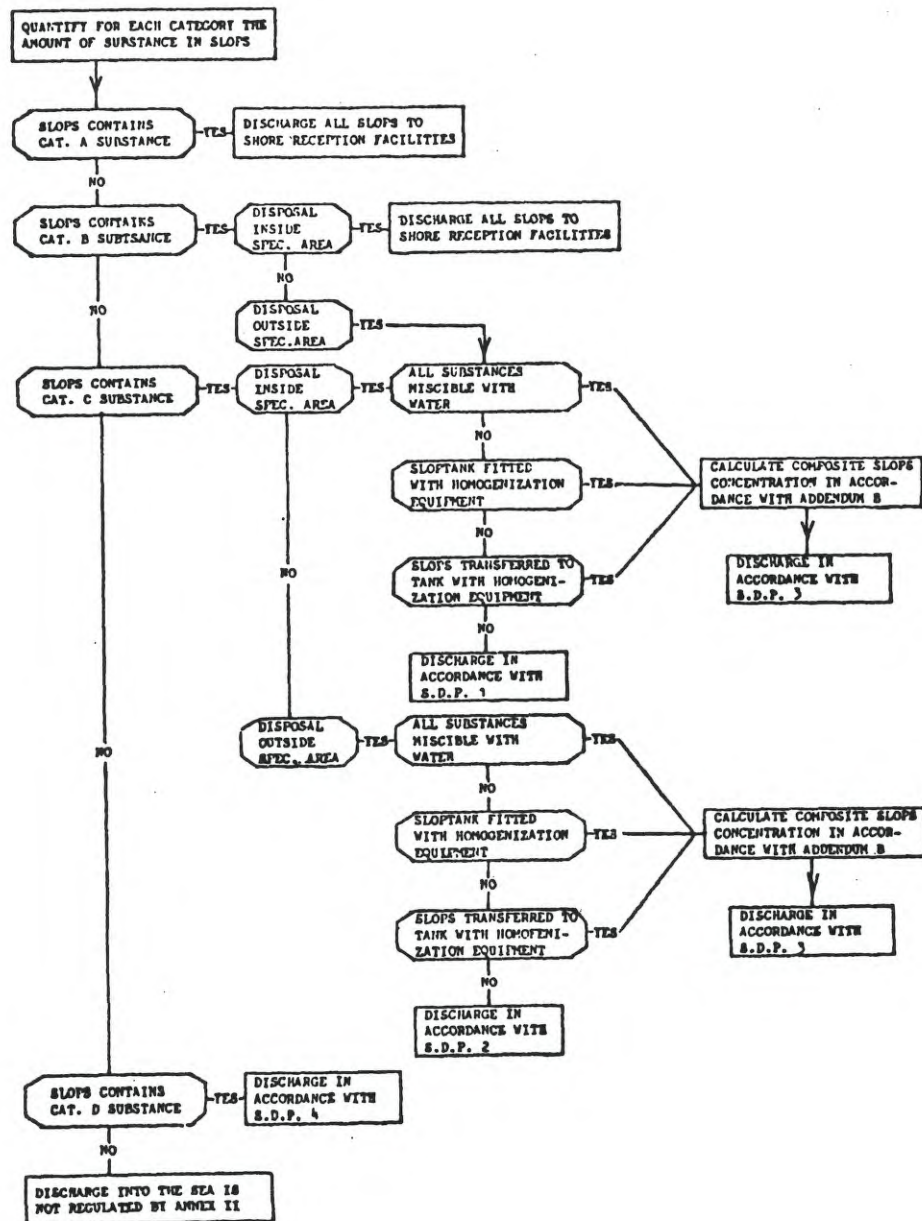 QUANTIFY FOR EACH CATEGORY THE
AMOUNT OF SUBSTANCE IN SLOPS
SLOPS CONTAINS
CAT. A SUBSTANCE
YES
DISCHARGE ALL SLOPS TO
SHORE RECEPTION FACILITIES
NO
SLOPS CONTAINS
CAT. B SUBTSANCE
YES
DISPOSAL
INSIDE
SPEC. AREA
YES
DISCHARGE ALL SLOPS TO
SHORE RECEPTION FACILITIES
NO
NO
DISPOSAL
OUTSIDE
SPEC.AREA
YES
SLOPS CONTAINS
CAT. C SUBSTANCE
YES
DISPOSAL
INSIDE
SPEC. AREA
YES
ALL SUBSTANCES
MISCIBLE WITH
WATER
YES
NO
SLOPTANK FITTED
WITH HOMOGENIZATION
EQUIPMENT
YES
CALCULATE COMPOSITE SLOPS
CONCENTRATION IN ACCOR-
DANCE WITH ADDENDUM B
NO
SLOPS TRANSFERRED TO
TANK WITH HOMOGENI-
ZATION EQUIPMENT
YES
DISCHARGE IN
ACCORDANCE WITH
S.D.P. 3
NO
NO
DISCHARGE IN
ACCORDANCE WITH
S.D.P. 1
NO
DISPOSAL
OUTSIDE
SPEC. AREA
YES
ALL SUBSTANCES
MISCIBLE WITH
WATER
YES
NO
SLOPTANK FITTED
WITH HOMOGENIZATION
EQUIPMENT
YES
CALCULATE COMPOSITE SLOPS
CONCENTRATION IN ACCOR-
DANCE WITH ADDENDUM B
NO
SLOPS TRANSFERRED TO
TANK WITH HOMOFENI-
ZATION EQUIPMENT
YES
DISCHARGE IN
ACCORDANCE WITH
S.D.P. 3
NO
DISCHARGE IN
ACCORDANCE WITH
S.D.P. 2
SLOPS CONTAINS
CAT. D SUBSTANCE
YES
DISCHARGE IN
ACCORDANCE WITH
S.D.P. 4
NO
DISCHARGE INTO THE SEA IS
NOT REGULATED BY ANNEX II